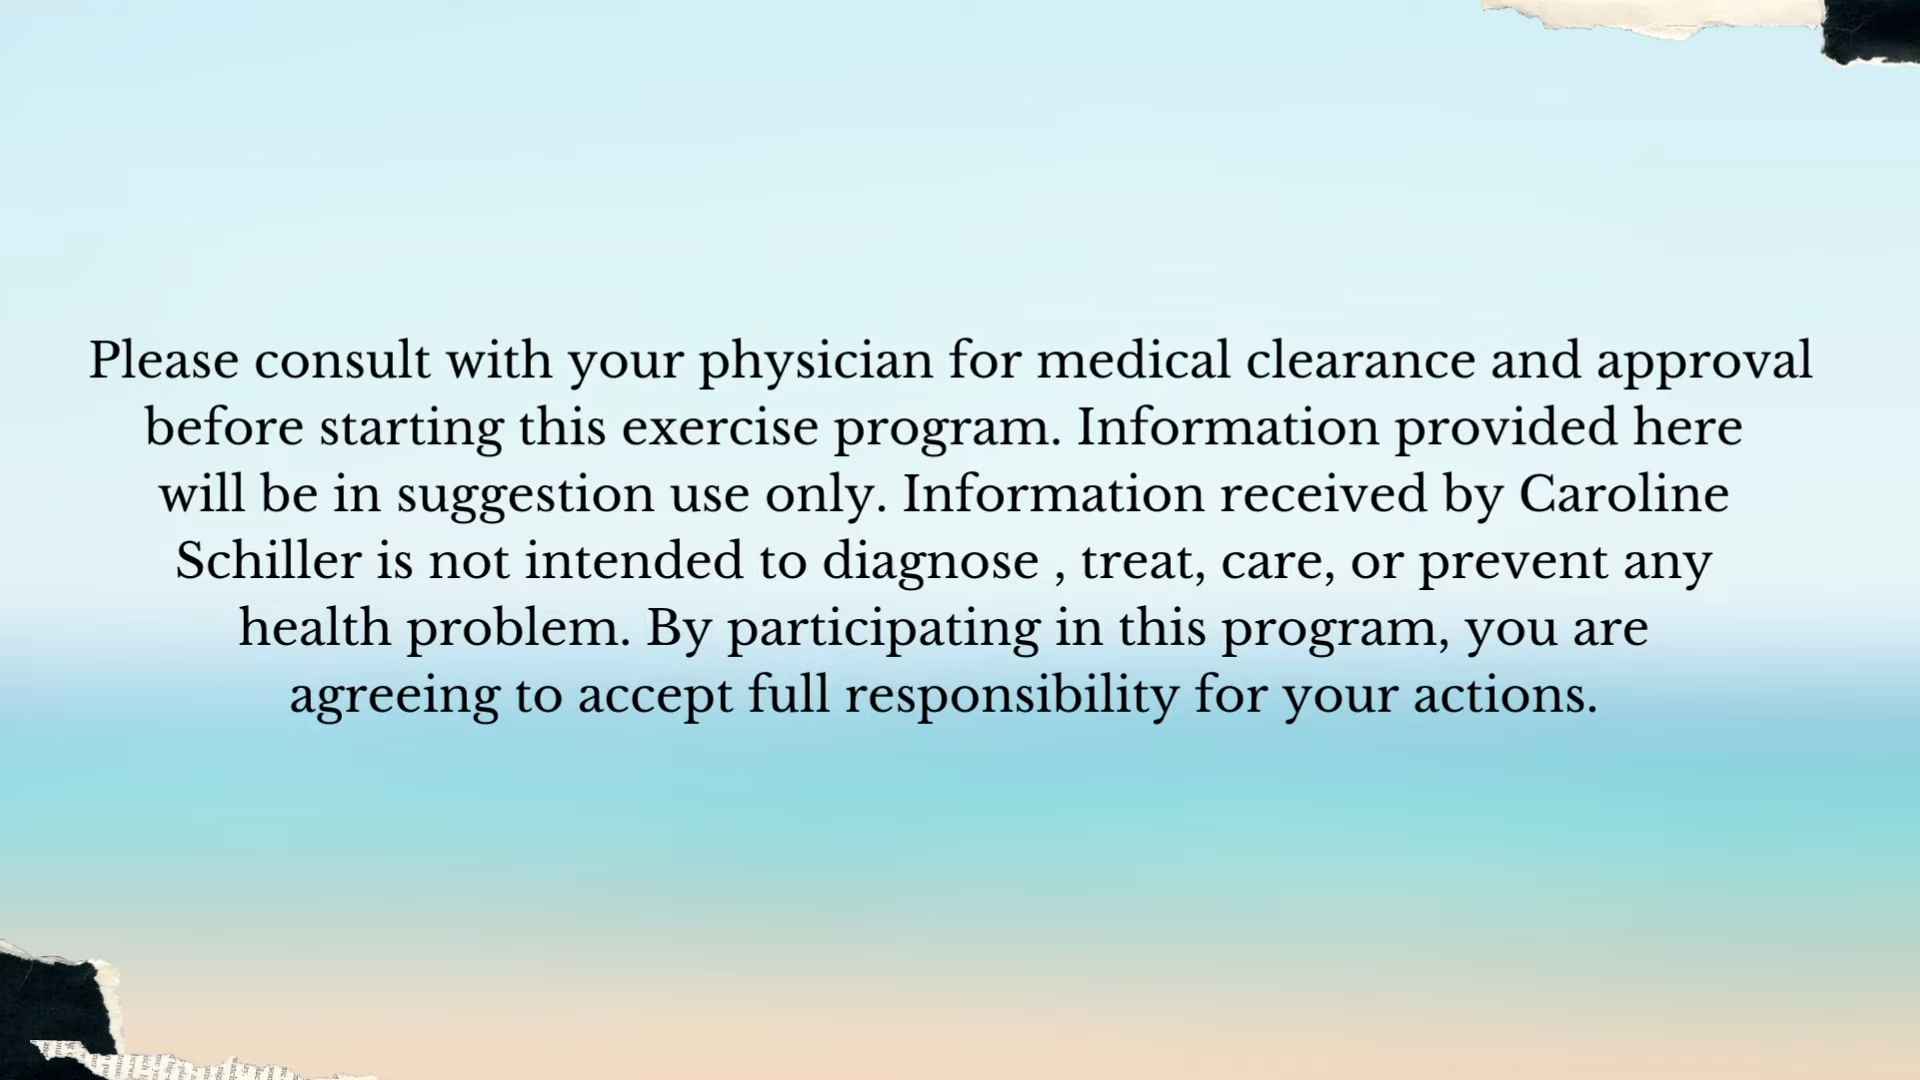 Please consult with your physician for medical clearance and approval
before starting this exercise program. Information provided here
will be in suggestion use only. Information received by Caroline
Schiller is not intended to diagnose , treat, care, or prevent any
health problem. By participating in this program, you are
agreeing to accept full responsibility for your actions.